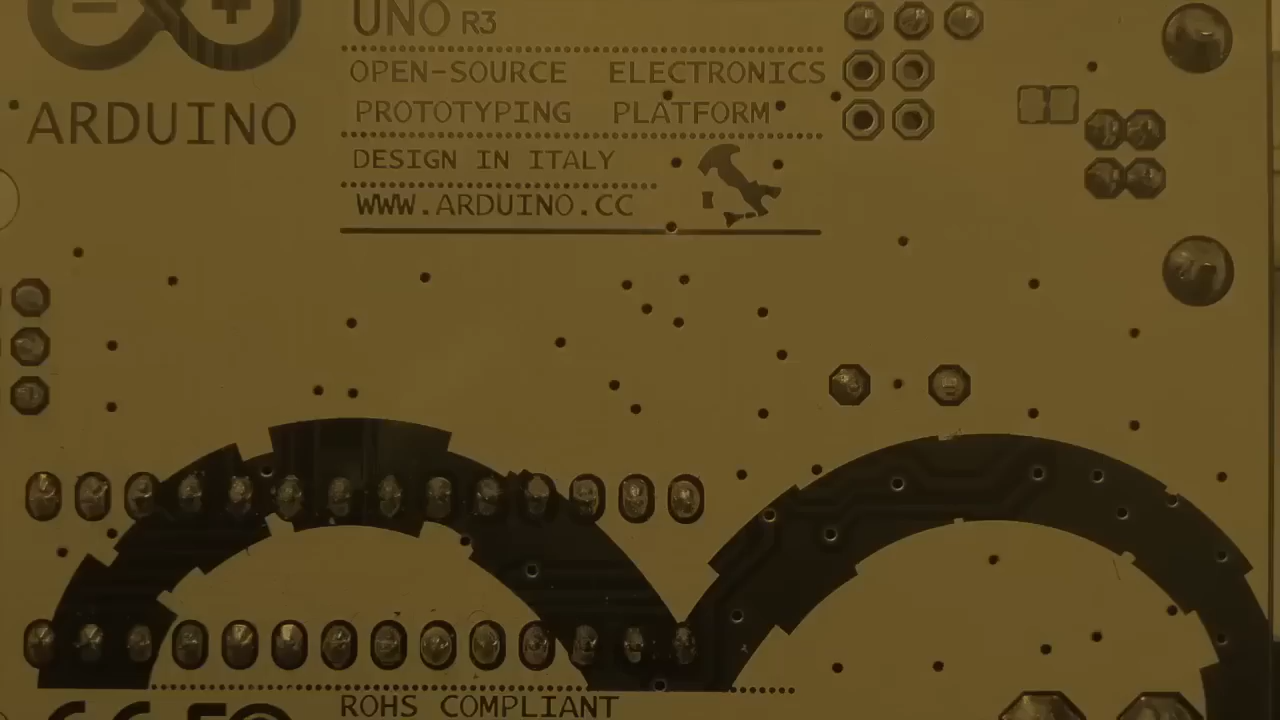 UNO R3
OPEN-SOURCE ELECTRONICS
PROTOTYPING PLATFORM
ARDUINO
DESIGN IN ITALY
WWW.ARDUINO.CC
ROHS COMPLIANT